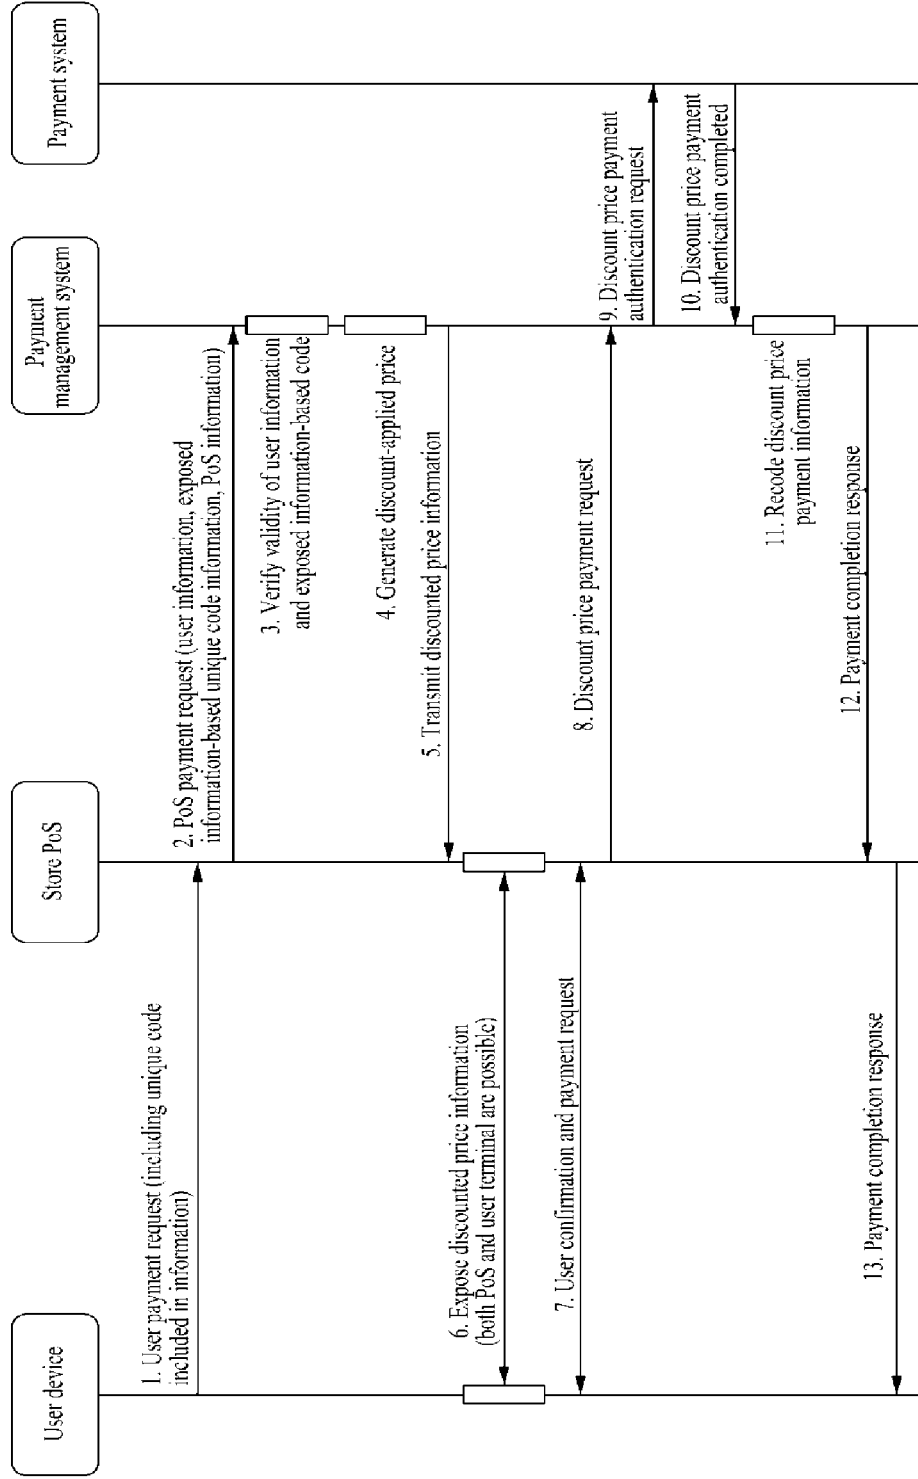 User device
Store PoS
Payment
management system
Payment system
1. User payment request (including unique code
included in information)
2. PoS payment request (user information, exposed
information-based unique code information, PoS information)
3. Verify validity of user information
and exposed information-based code
4. Generate discount-applied price
5. Transmit discounted price information
6. Expose discounted price information
(both PoS and user terminal are possible)
7. User confirmation and payment request
8. Discount price payment request
9. Discount price payment
authentication request
10. Discount price payment
authentication completed
11. Recode discount price
payment information
12. Payment completion response
13. Payment completion response